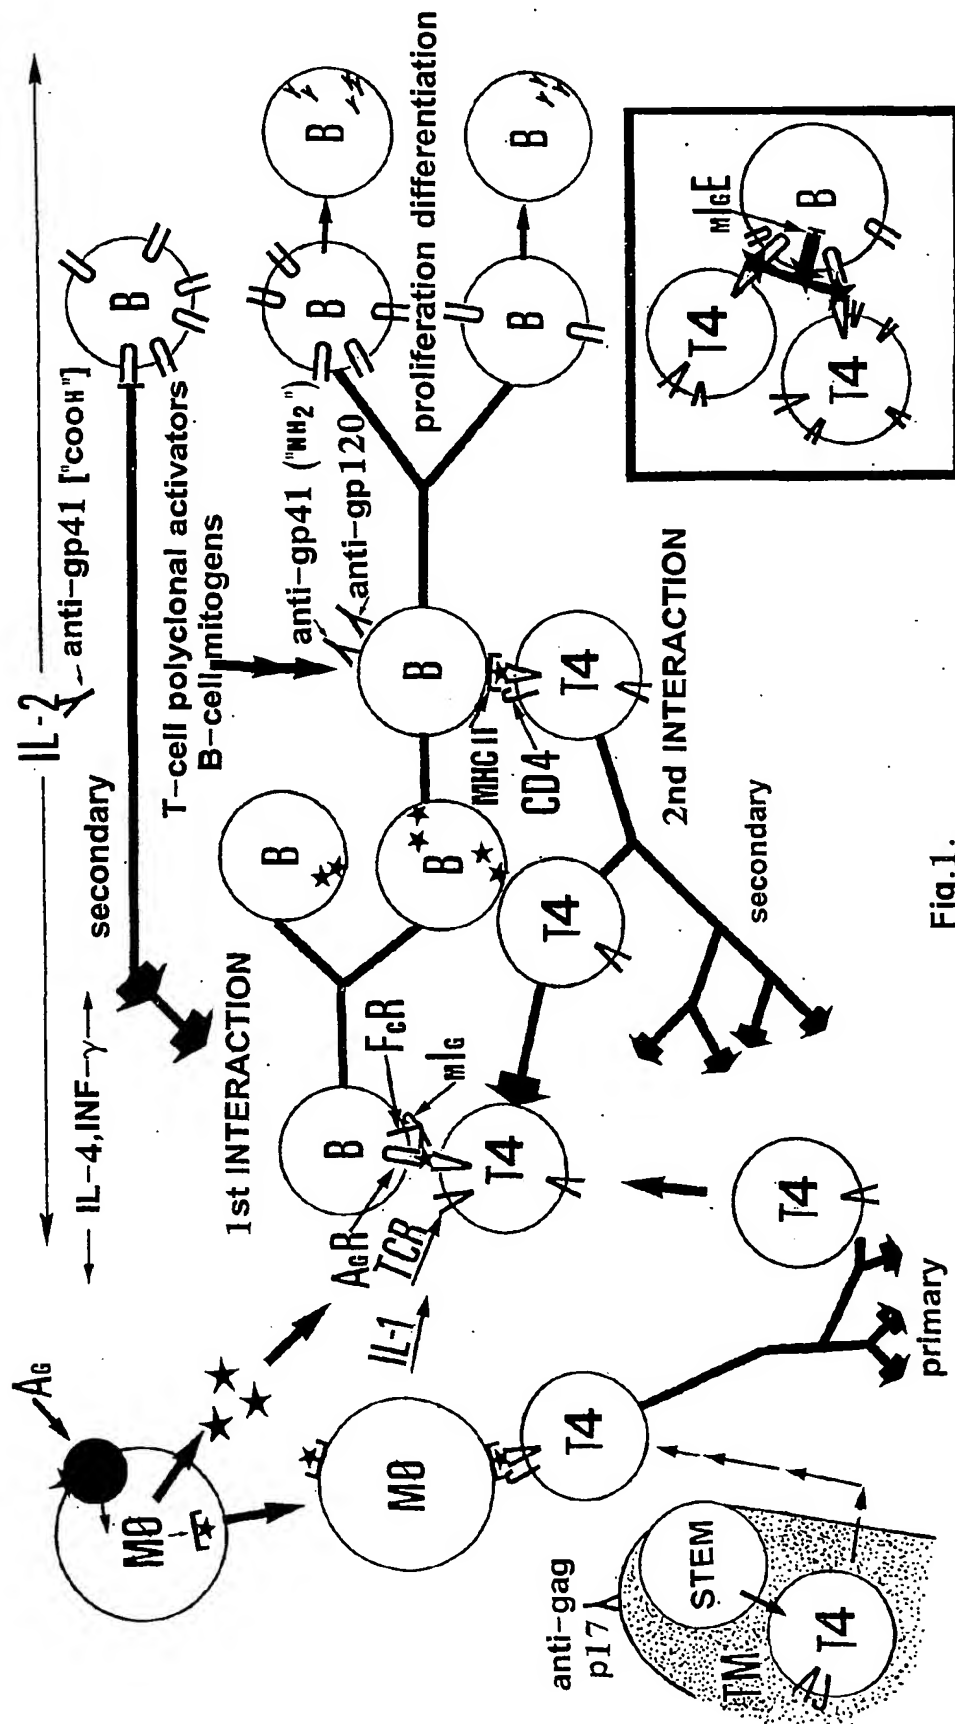 AG
IL-2
IL-4,INF-γ
anti-gp41 ["COOH"]
secondary
B
MØ
T-cell polyclonal activators
B-cell mitogens
1st INTERACTION
B
B
B
anti-gp41 ("NH2")
anti-gp120
B
B
AGR
FCR
TCR
mIG
IL-1
B
B
proliferation differentiation
MØ
T4
MHC II
CD4
B
B
T4
T4
T4
2nd INTERACTION
secondary
anti-gag
p17
STEM
TM
T4
T4
primary
mIGE
T4
T4
B
Fig.1.